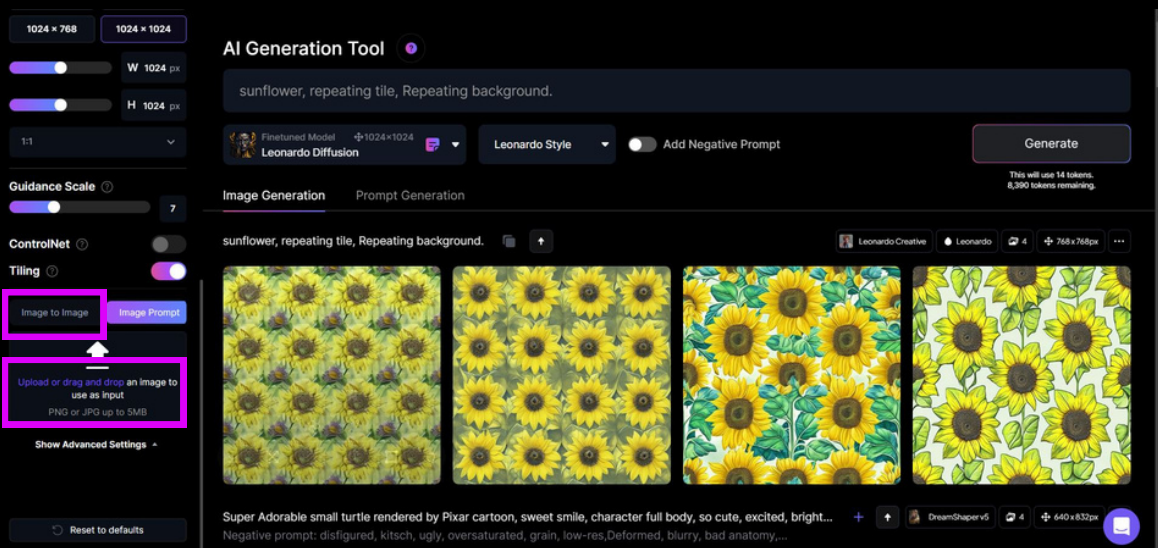 1024 × 768
1024 × 1024
W 1024 px
H 1024 px
1:1
Guidance Scale ?
7
ControlNet ?
Tiling ?
Image to Image
Image Prompt
Upload or drag and drop an image to
use as input
PNG or JPG up to 5MB
Show Advanced Settings
Reset to defaults
AI Generation Tool ?
sunflower, repeating tile, Repeating background.
Finetuned Model 1024×1024
Leonardo Diffusion
Leonardo Style
Add Negative Prompt
Generate
This will use 14 tokens.
8,390 tokens remaining.
Image Generation
Prompt Generation
sunflower, repeating tile, Repeating background.
Leonardo Creative
Leonardo
4
768x768px
Super Adorable small turtle rendered by Pixar cartoon, sweet smile, character full body, so cute, excited, bright...
DreamShaper v5
4
640x832px
Negative prompt: disfigured, kitsch, ugly, oversaturated, grain, low-res,Deformed, blurry, bad anatomy,...